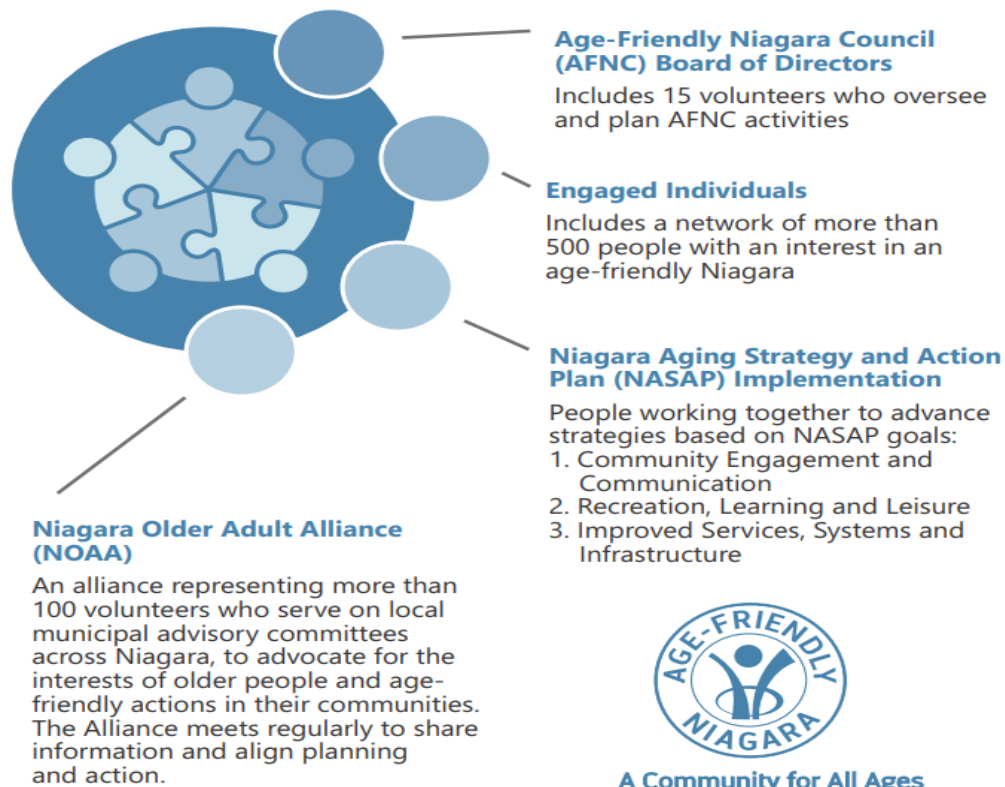 Age-Friendly Niagara Council
(AFNC) Board of Directors
Includes 15 volunteers who oversee
and plan AFNC activities
Engaged Individuals
Includes a network of more than
500 people with an interest in an
age-friendly Niagara
Niagara Aging Strategy and Action
Plan (NASAP) Implementation
People working together to advance
strategies based on NASAP goals:
1. Community Engagement and
Communication
2. Recreation, Learning and Leisure
3. Improved Services, Systems and
Infrastructure
Niagara Older Adult Alliance
(NOAA)
An alliance representing more than
100 volunteers who serve on local
municipal advisory committees
across Niagara, to advocate for the
interests of older people and age-
friendly actions in their communities.
The Alliance meets regularly to share
information and align planning
and action.
AGE-FRIENDLY
NIAGARA
A Community for All Ages